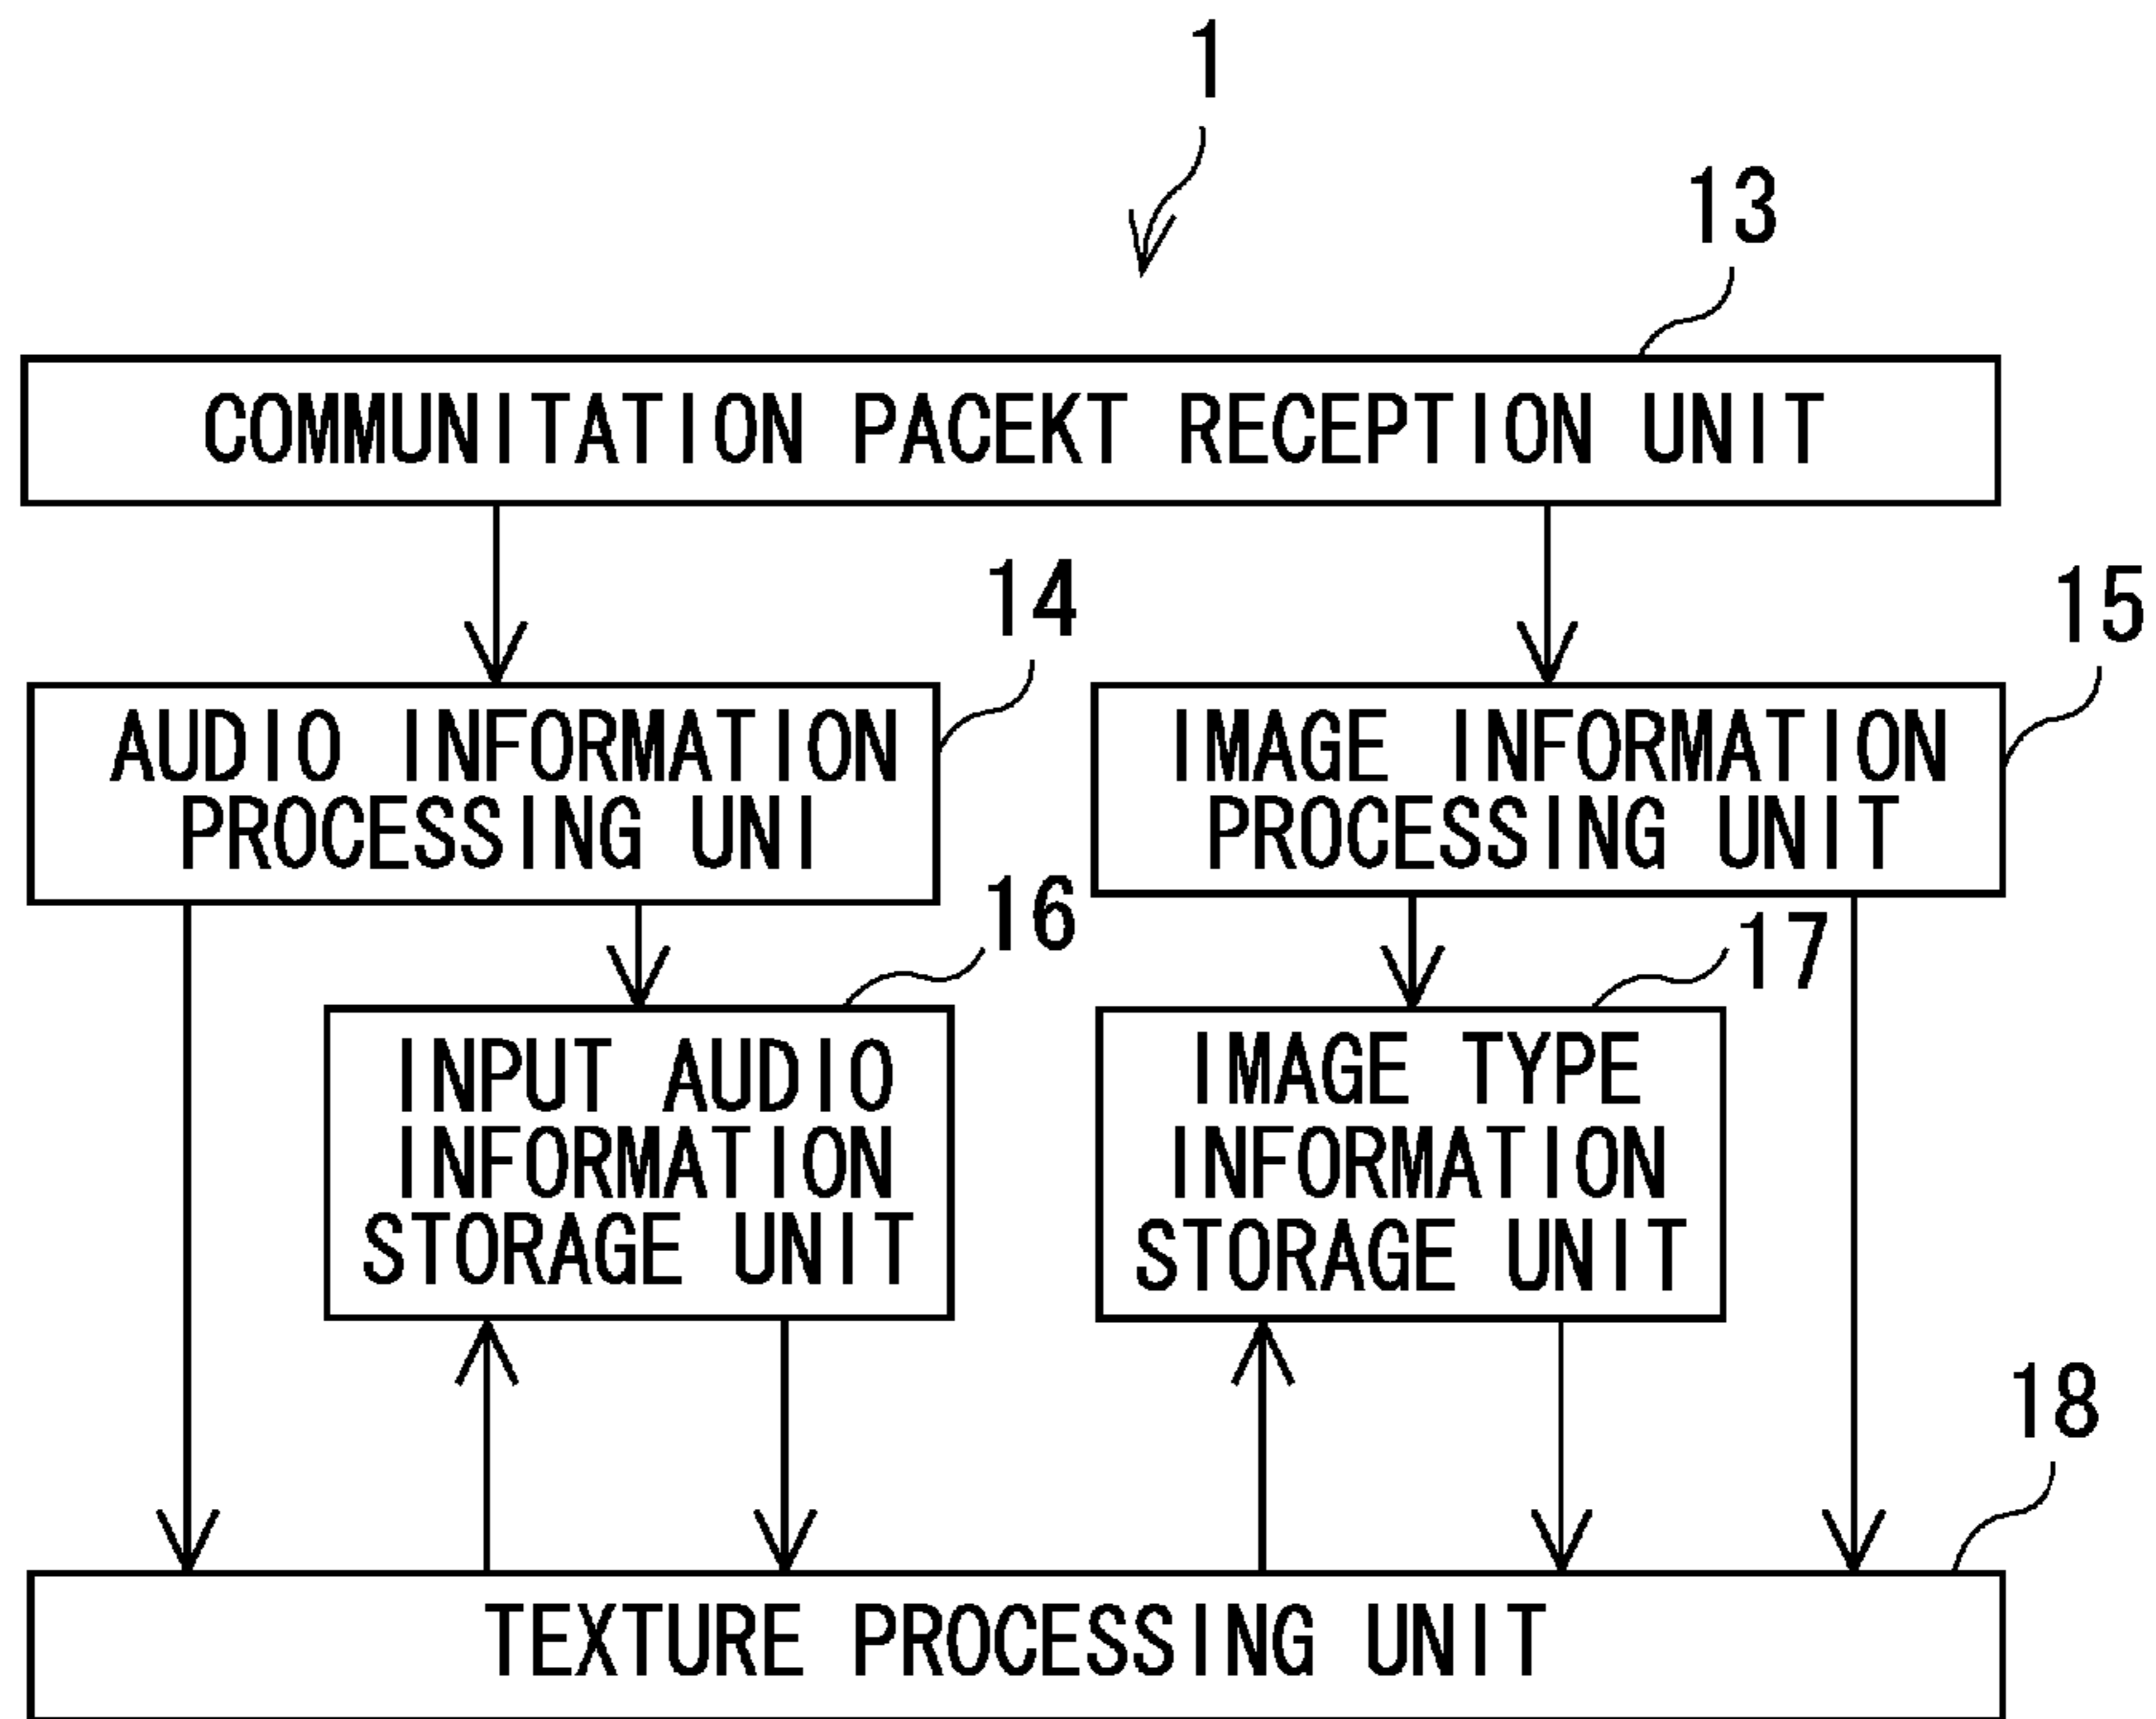 1
13
COMMUNITATION PACEKT RECEPTION UNIT
14
15
AUDIO INFORMATION
PROCESSING UNI
IMAGE INFORMATION
PROCESSING UNIT
16
17
INPUT AUDIO
INFORMATION
STORAGE UNIT
IMAGE TYPE
INFORMATION
STORAGE UNIT
18
TEXTURE PROCESSING UNIT